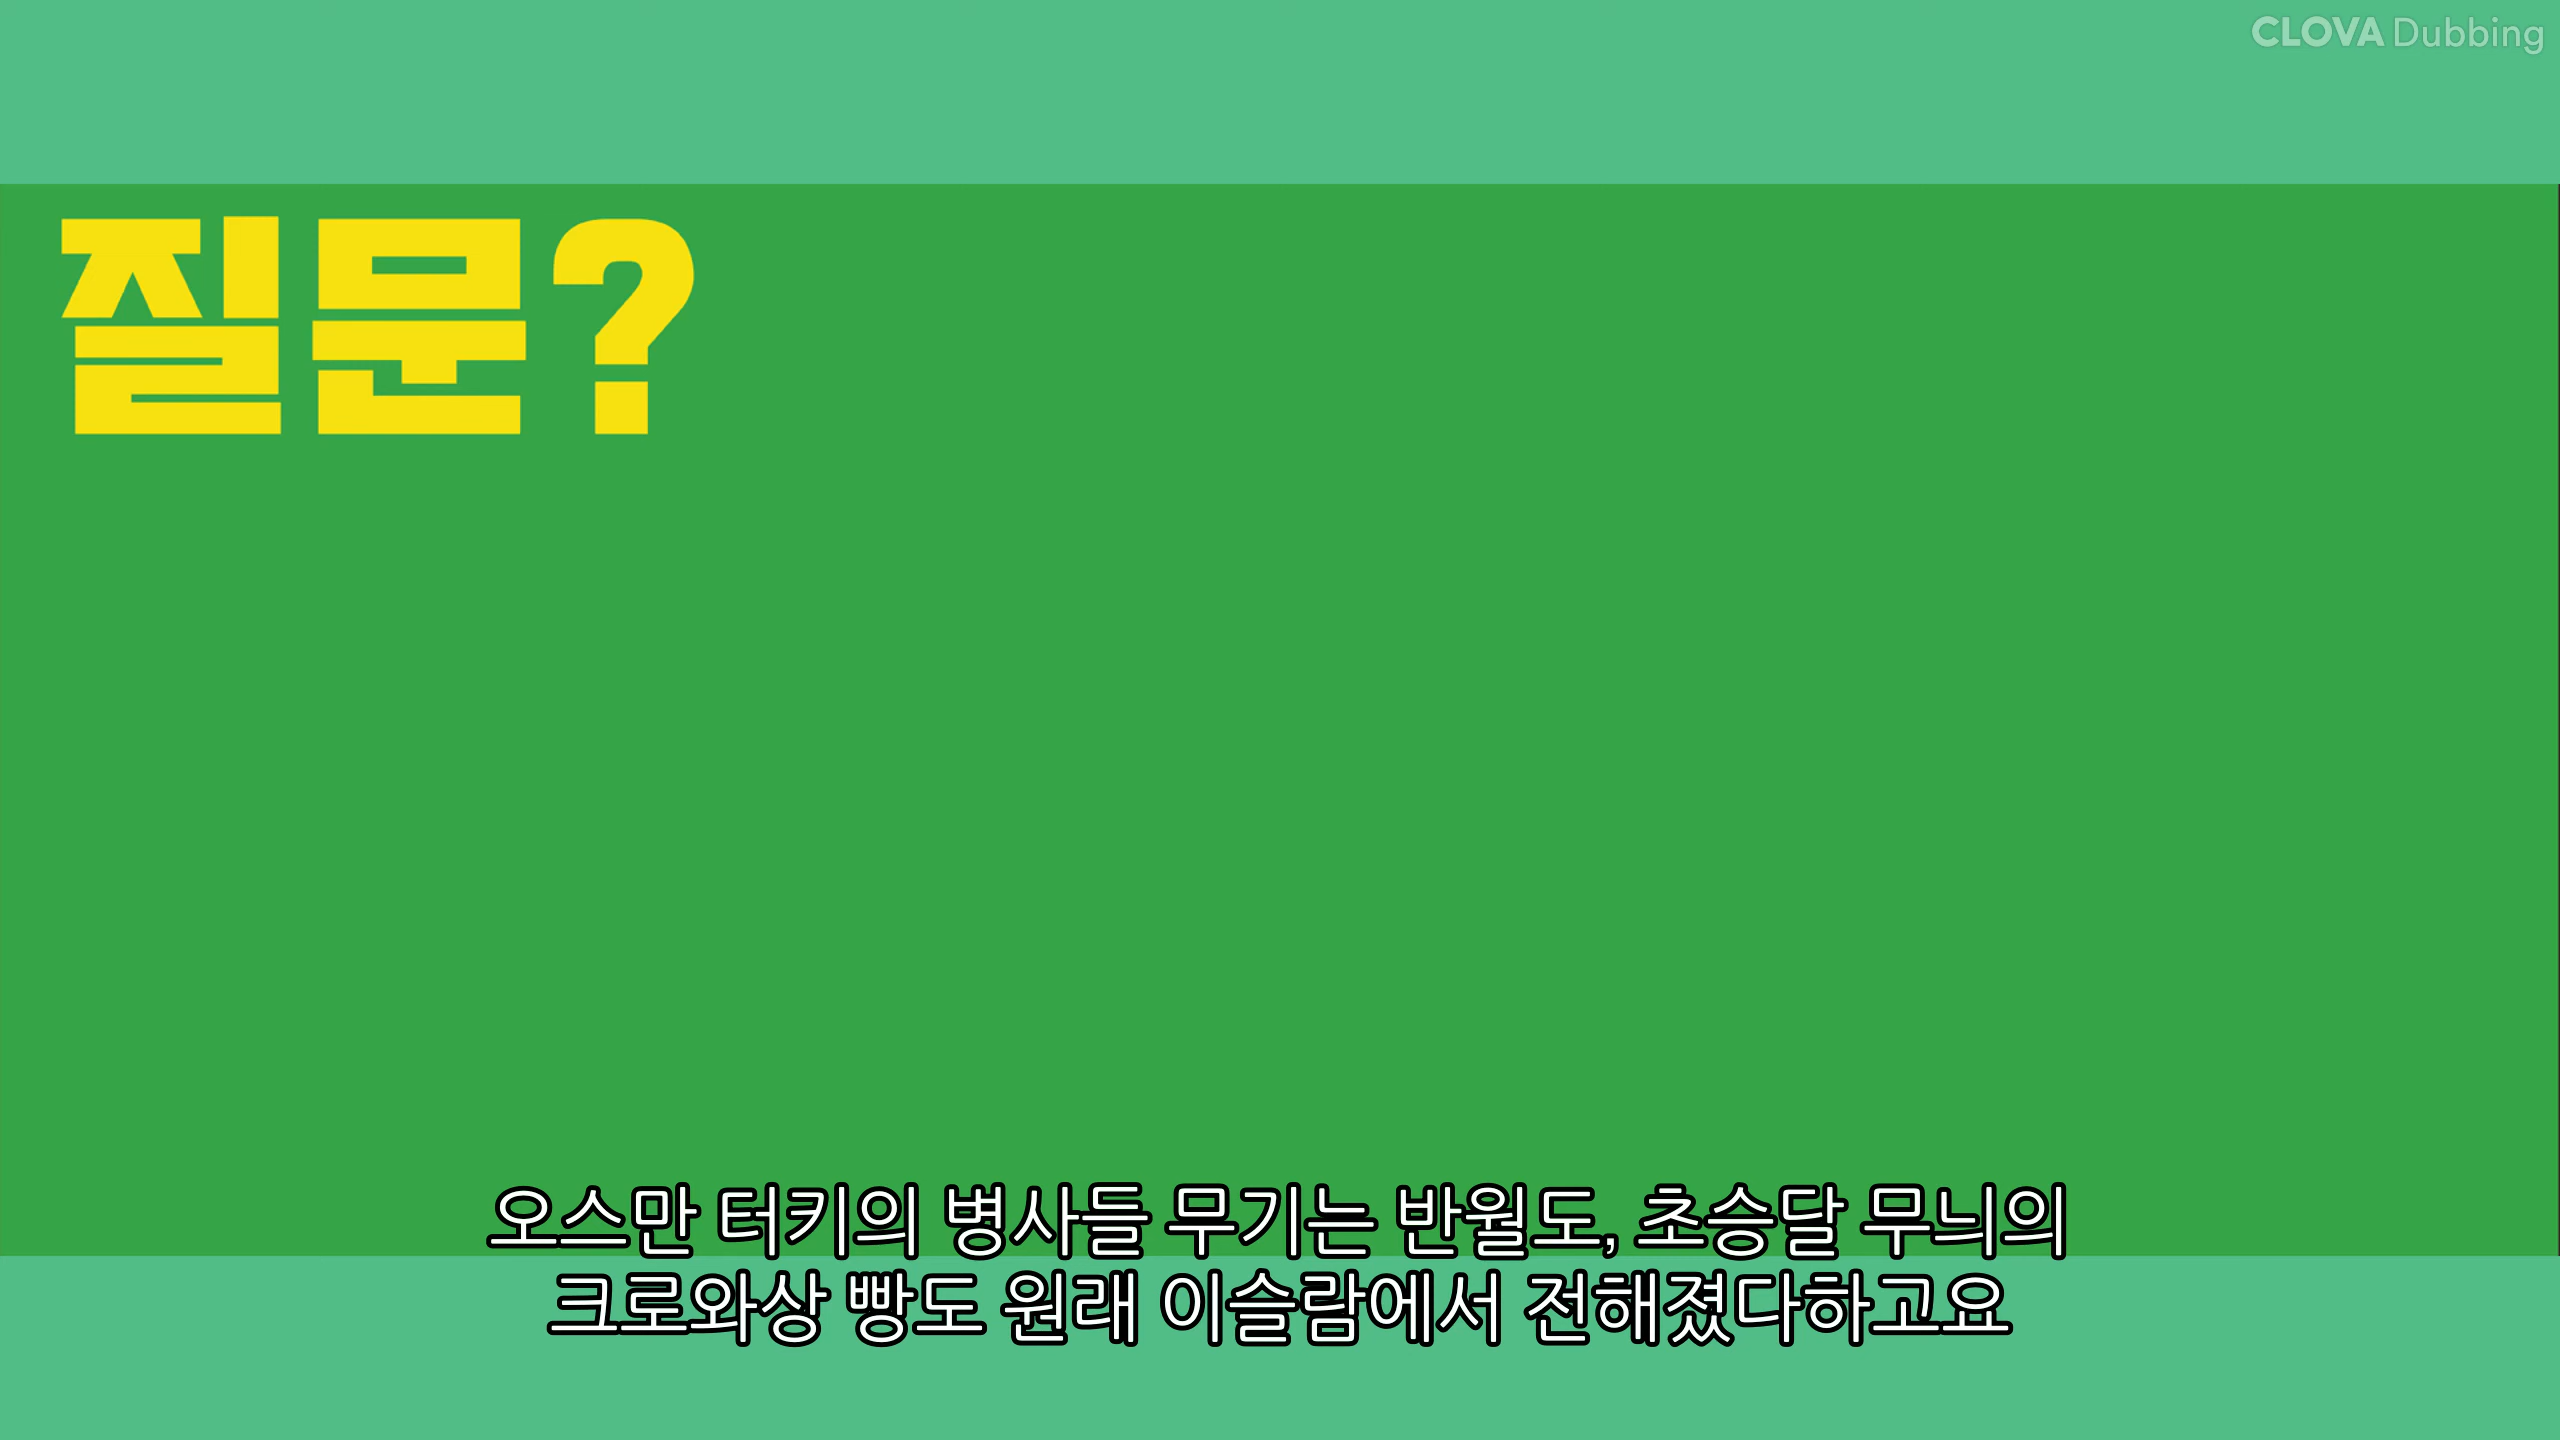 CLOVA Dubbing
질문?
오스만 터키의 병사들 무기는 반월도, 초승달 무늬의
크로와상 빵도 원래 이슬람에서 전해졌다하고요